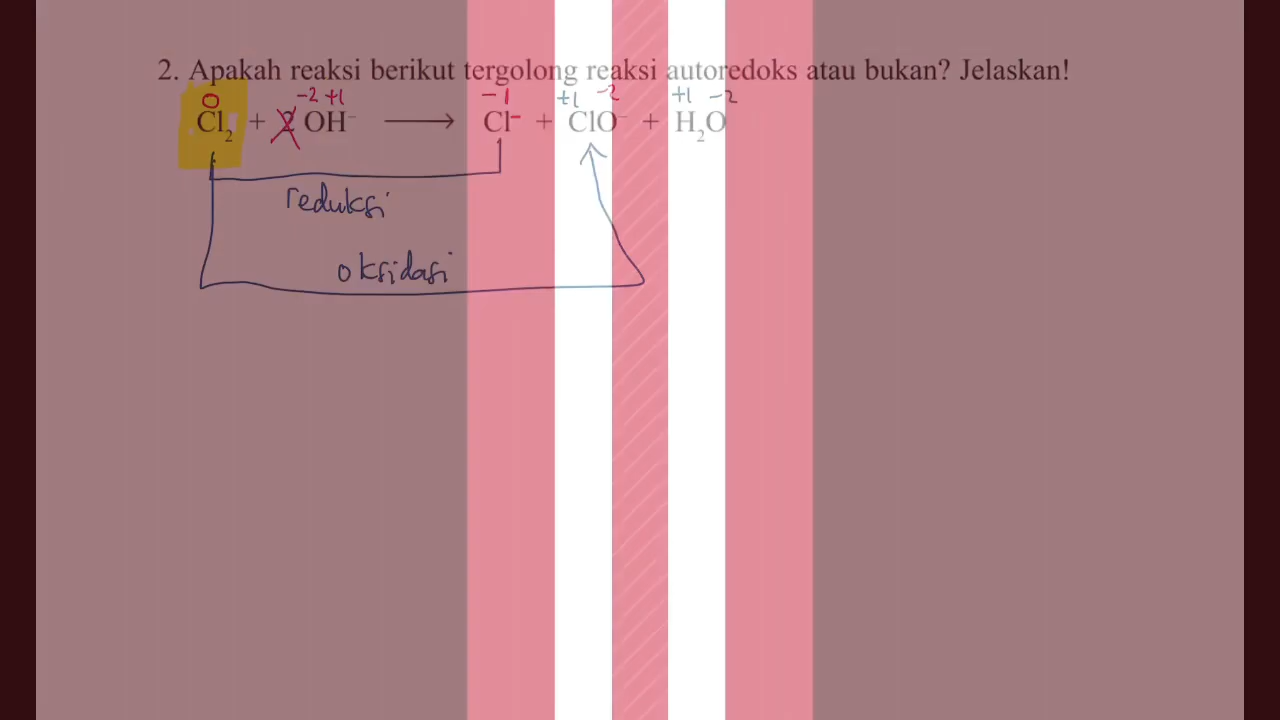 2. Apakah reaksi berikut tergolong reaksi autoredoks atau bukan? Jelaskan!
0 -2 +1 -1 +1 -2 +1 -2
Cl₂ + 2 OH⁻ ⟶ Cl⁻ + ClO⁻ + H₂O
reduksi
oksidasi